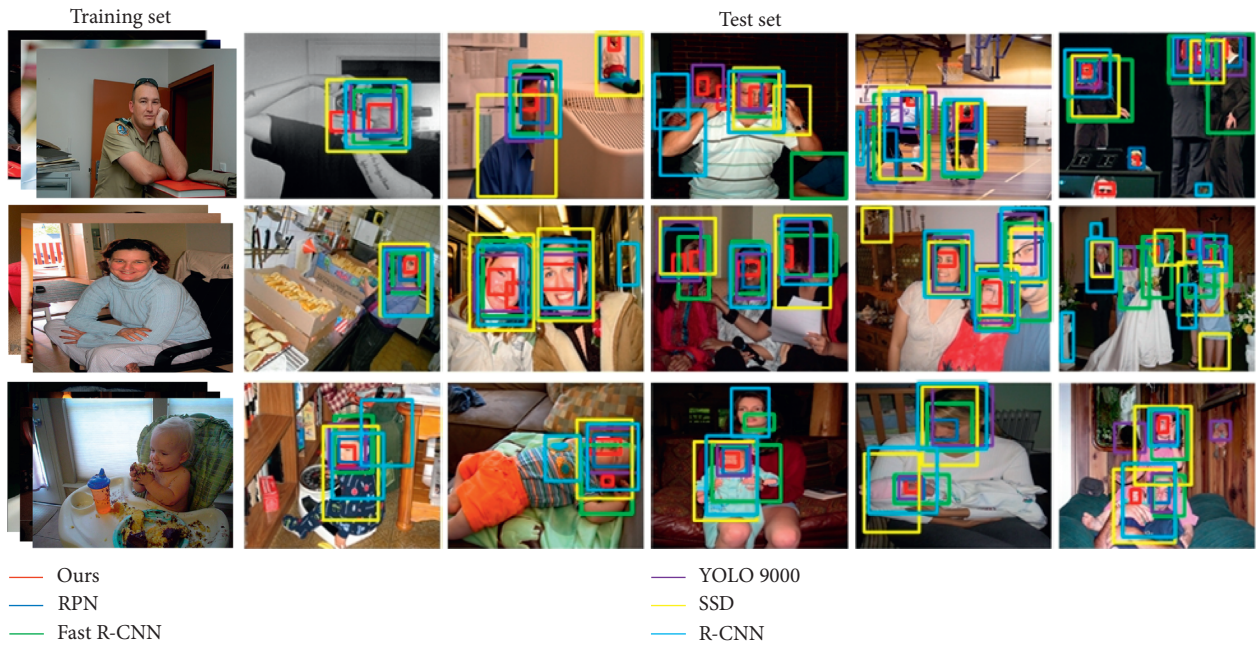 Training set
Test set
Ours
RPN
Fast R-CNN
YOLO 9000
SSD
R-CNN